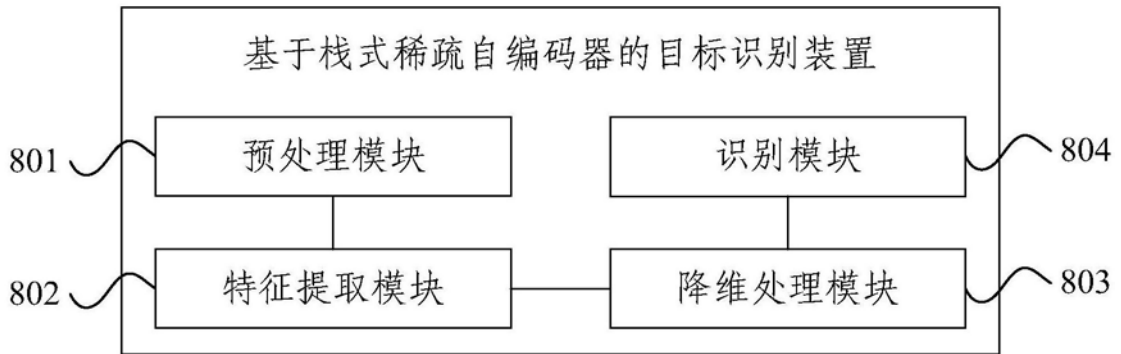 基于栈式稀疏自编码器的目标识别装置
801
预处理模块
识别模块
804
802
特征提取模块
降维处理模块
803